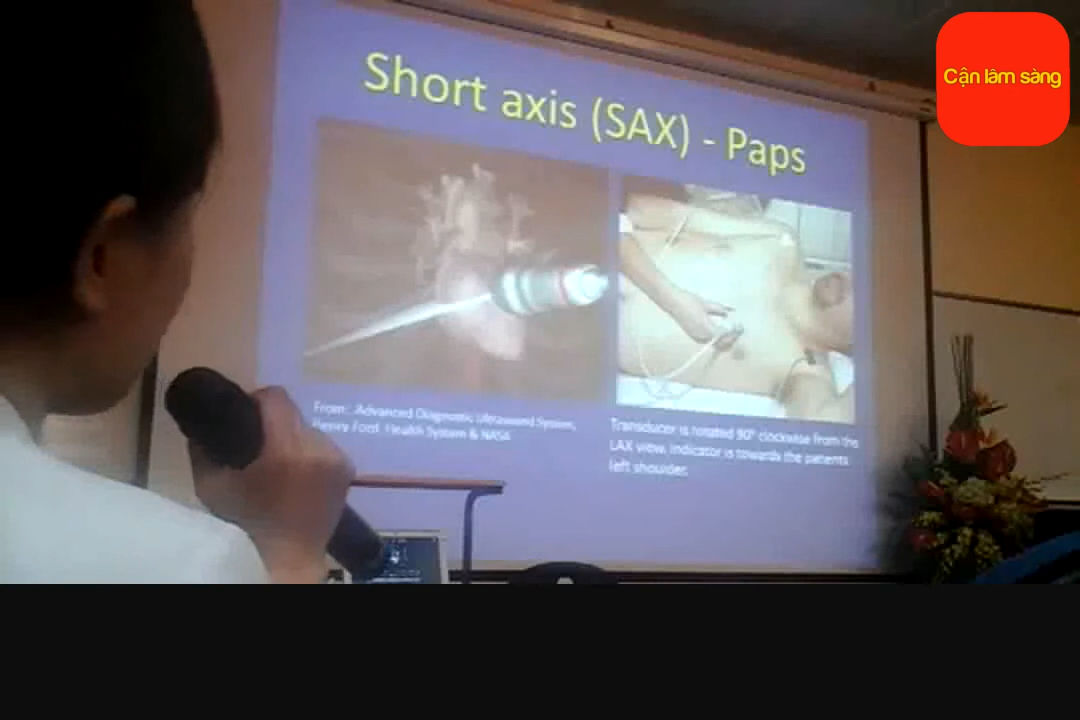 Cận lâm sàng
Short axis (SAX) - Paps
From: Advanced Diagnostic Ultrasound System,
Henry Ford Health System & NASA
Transducer is rotated 90° clockwise from the
LAX view. Indicator is towards the patients
left shoulder.